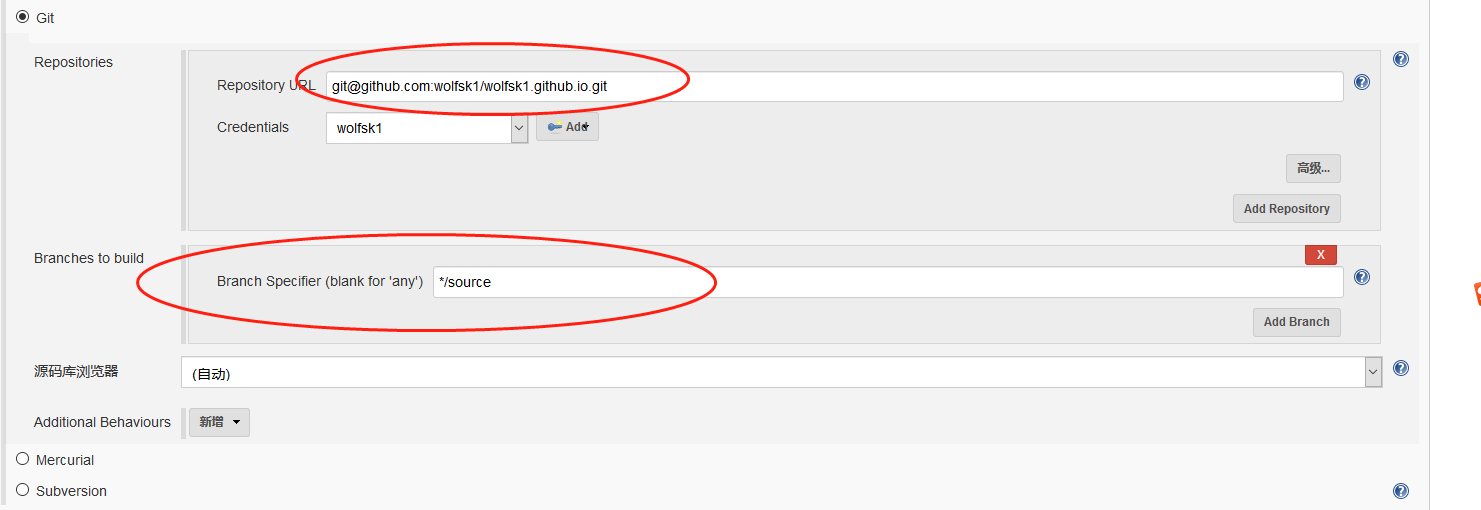 Git
Repositories
Repository URL git@github.com:wolfsk1/wolfsk1.github.io.git
Credentials wolfsk1 Add
高级...
Add Repository
Branches to build X
Branch Specifier (blank for 'any') */source
Add Branch
源码库浏览器 (自动)
Additional Behaviours 新增
Mercurial
Subversion